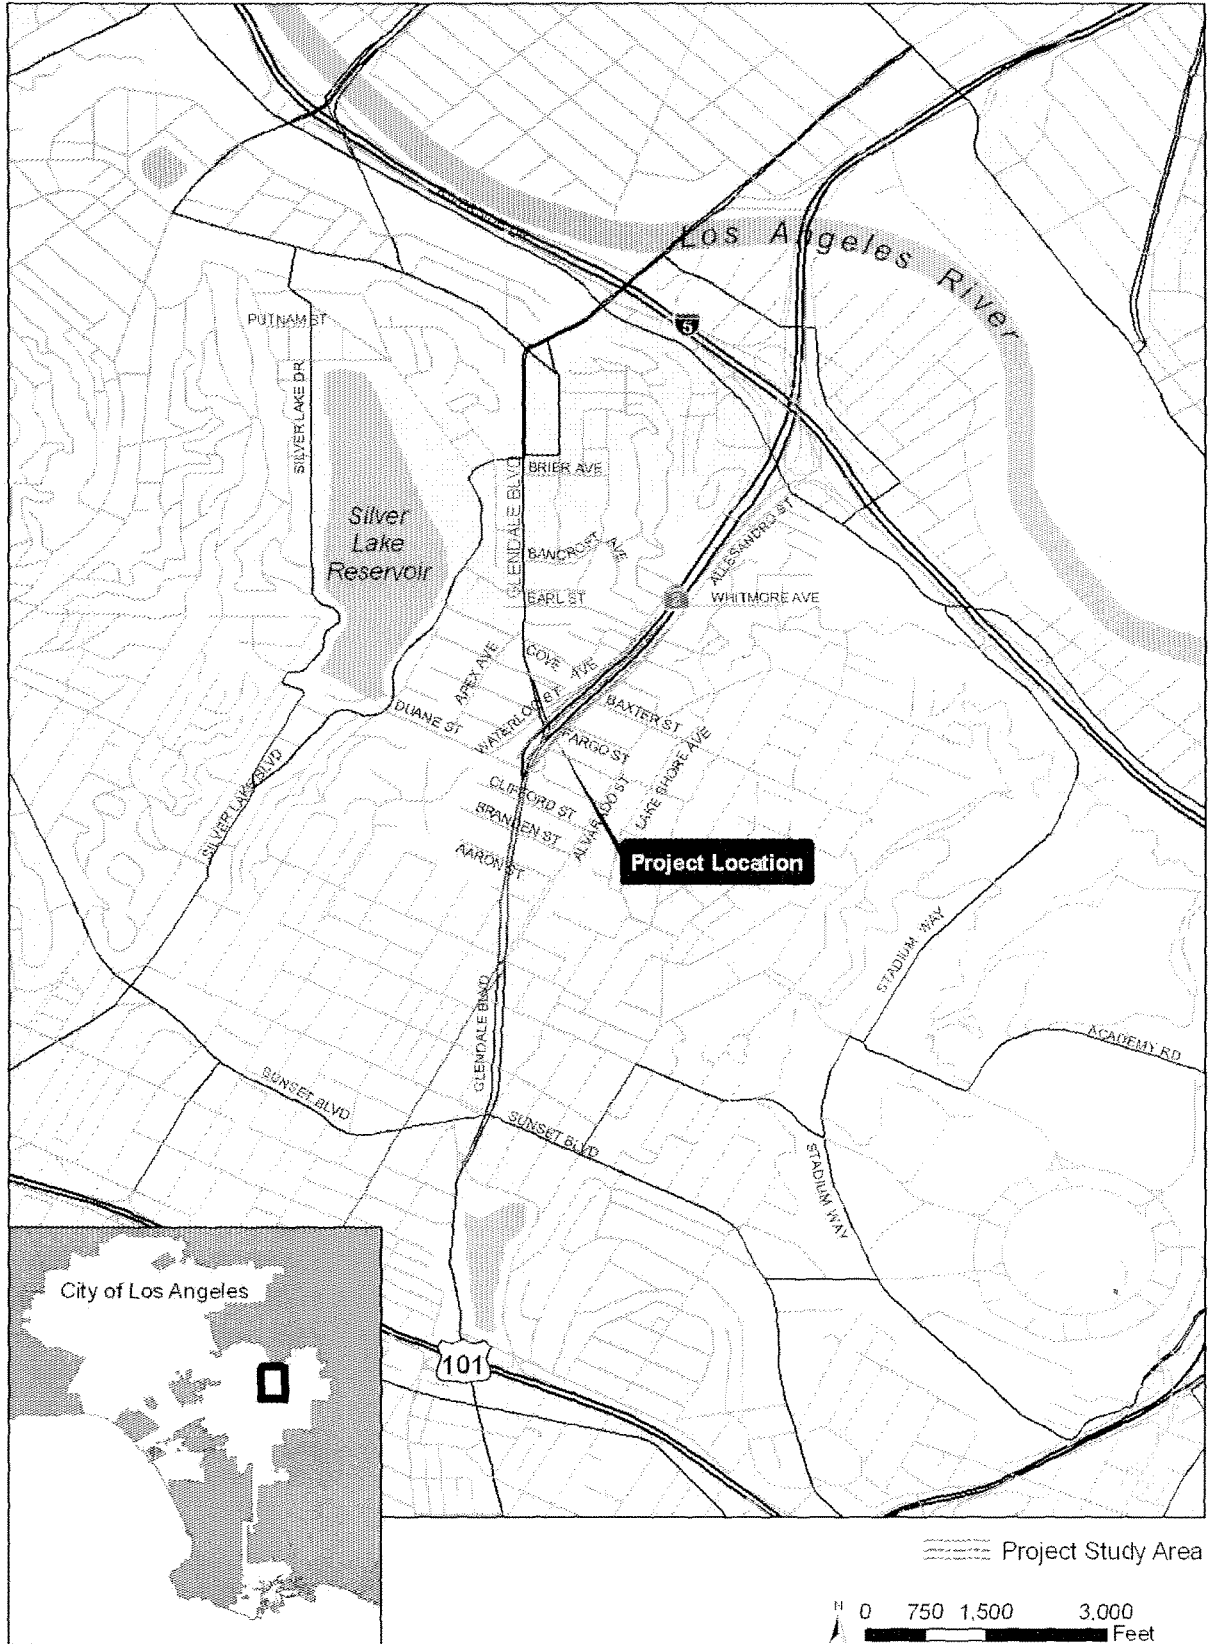 Los Angeles River
5
PUTNAM ST
SILVER LAKE DR
GLENDALE BLVD
BRIER AVE
Silver
Lake
Reservoir
BANCROFT AVE
ALLESANDRO ST
EARL ST
2
WHITMORE AVE
COVE AVE
APEX AVE
WATERLOO ST
BAXTER ST
DUANE ST
FARGO ST
LAKE SHORE AVE
CLIFFORD ST
ALVARADO ST
BRANDEN ST
SILVER LAKE BLVD
AARON ST
Project Location
STADIUM WAY
GLENDALE BLVD
ACADEMY RD
SUNSET BLVD
SUNSET BLVD
STADIUM WAY
City of Los Angeles
101
Project Study Area
N
0 750 1,500 3,000
Feet